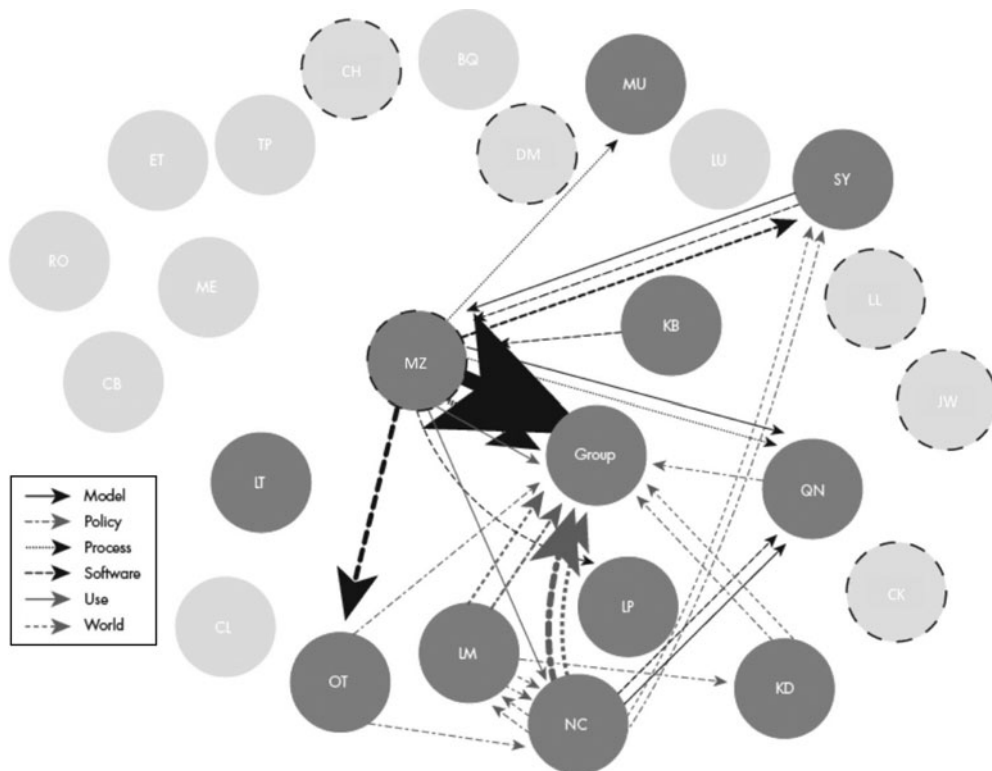 CH
BQ
MU
DM
LU
TP
ET
SY
RO
ME
LL
KB
MZ
CB
JW
Group
LT
QN
Model
Policy
Process
Software
Use
World
CK
LP
CL
LM
OT
KD
NC